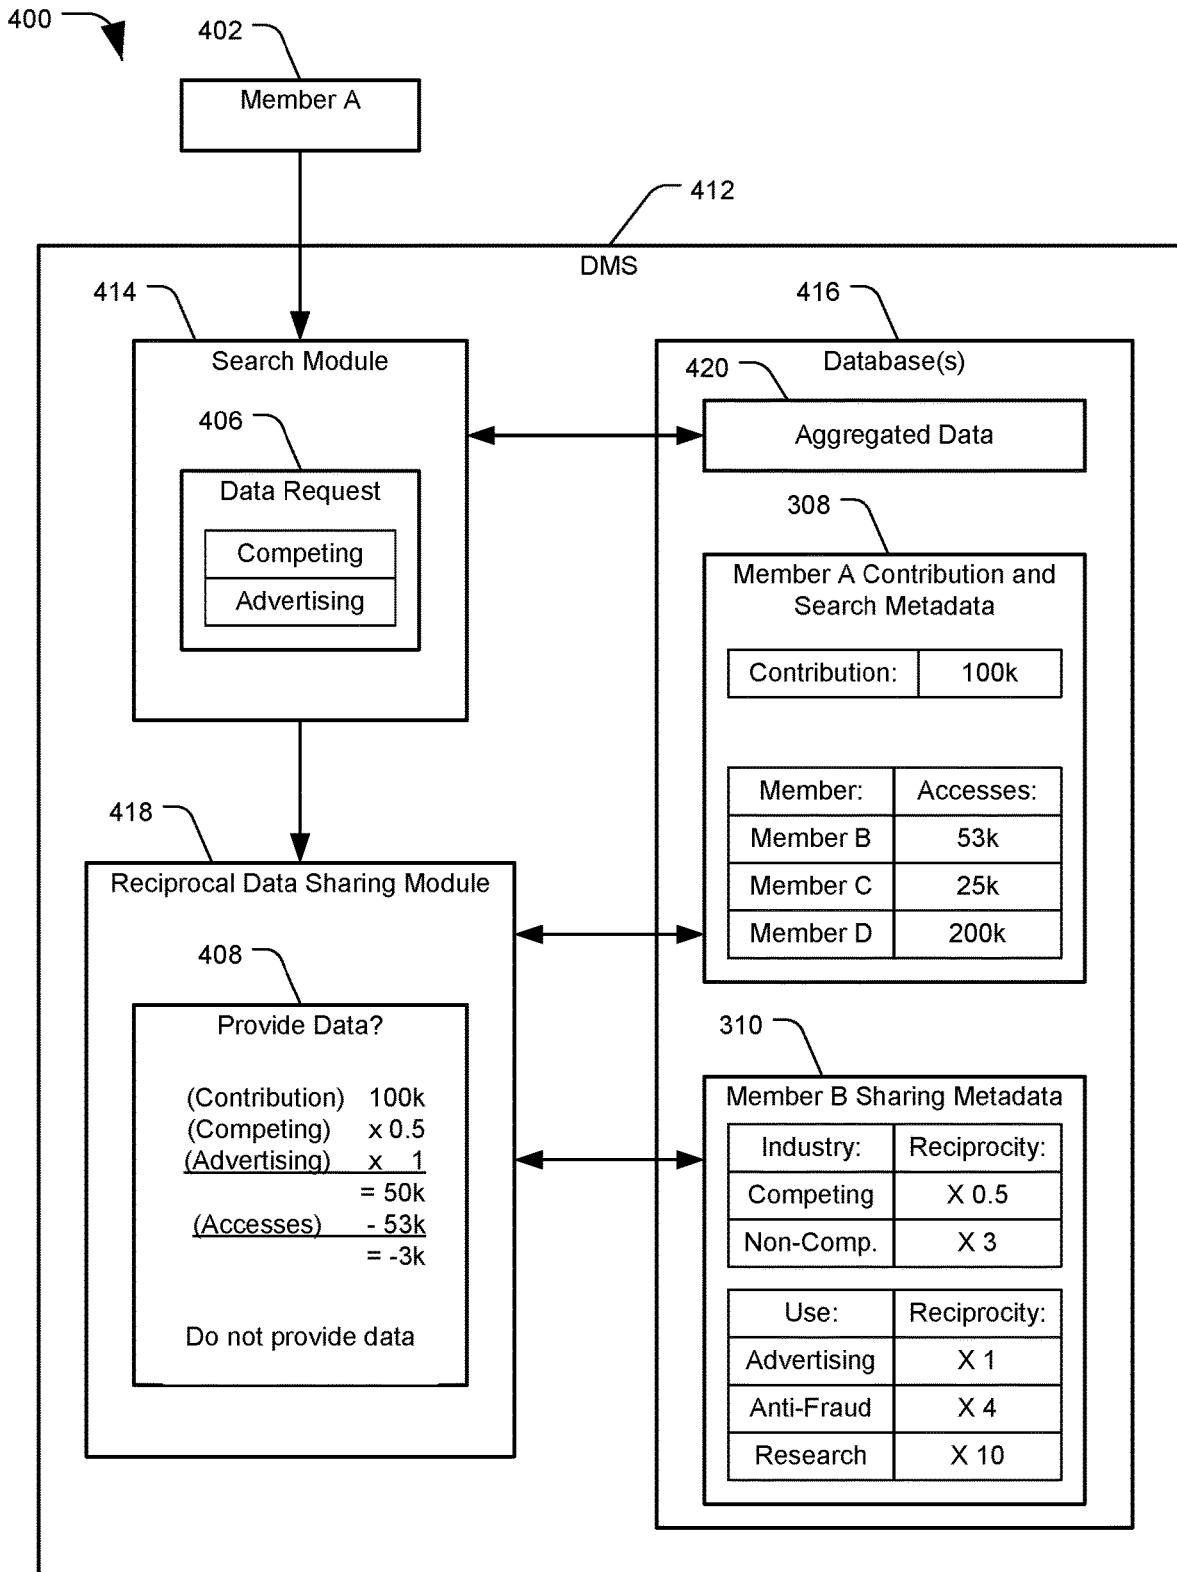 400
402
Member A
412
DMS
414
Search Module
406
Data Request
Competing
Advertising
416
Database(s)
420
Aggregated Data
308
Member A Contribution and
Search Metadata
Contribution: 100k
Member: Accesses:
Member B 53k
Member C 25k
Member D 200k
418
Reciprocal Data Sharing Module
408
Provide Data?
(Contribution) 100k
(Competing) x 0.5
(Advertising) x 1
= 50k
(Accesses) - 53k
= -3k
Do not provide data
310
Member B Sharing Metadata
Industry: Reciprocity:
Competing X 0.5
Non-Comp. X 3
Use: Reciprocity:
Advertising X 1
Anti-Fraud X 4
Research X 10